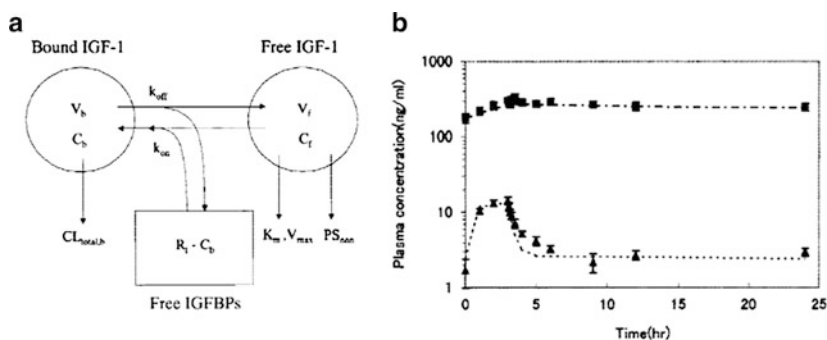 a
Bound IGF-1
Free IGF-1
k_off
V_b
C_b
V_f
C_f
k_on
CL_total,b
K_m , V_max
PS_non
R_t - C_b
Free IGFBPs
b
Plasma concentration(ng/ml)
1000
100
10
1
0
5
10
15
20
25
Time(hr)